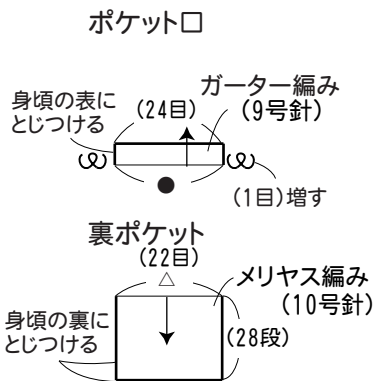 ポケット口
ガーター編み
(9号針)
身頃の表に
とじつける
(24目)
●
(1目)増す
裏ポケット
(22目)
△
メリヤス編み
(10号針)
身頃の裏に
とじつける
(28段)